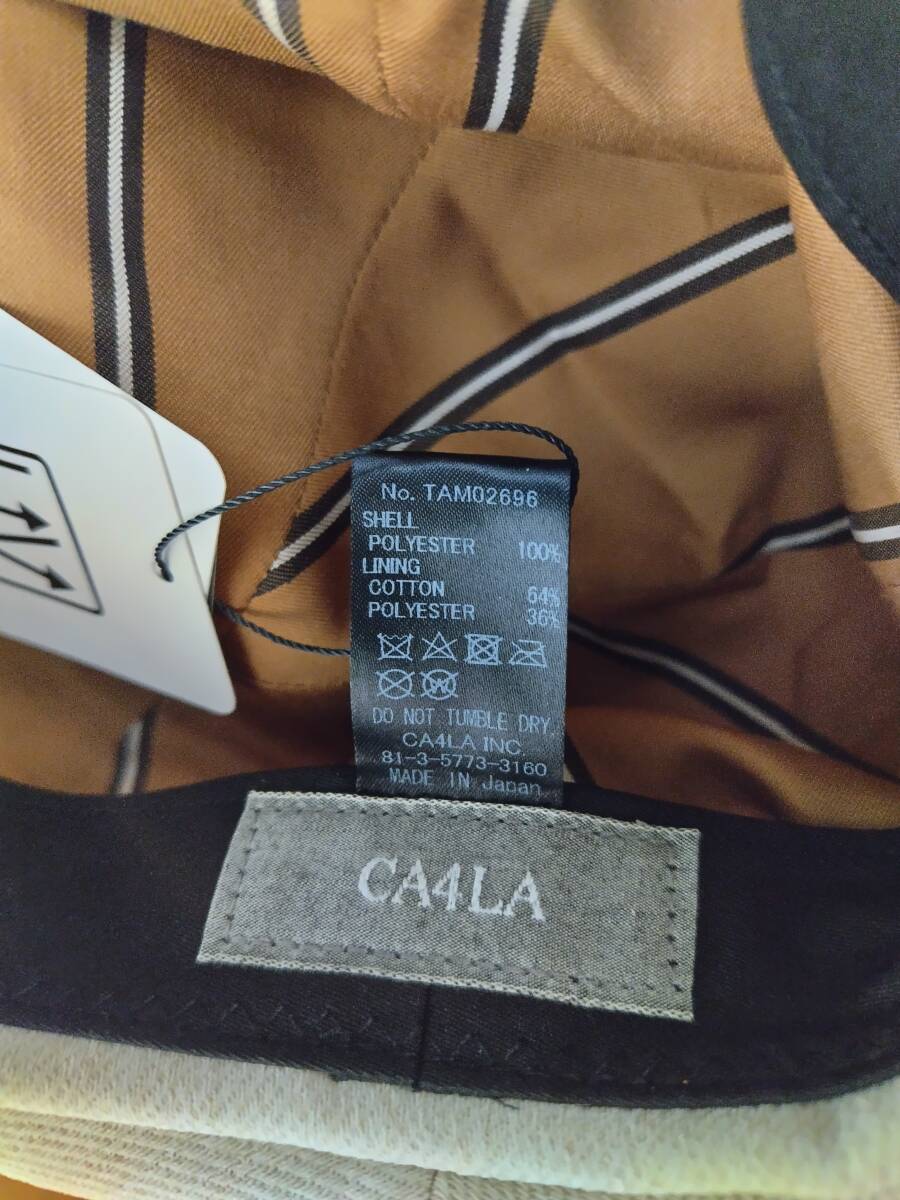 No. TAM02696
SHELL
POLYESTER 100%
LINING
COTTON 64%
POLYESTER 36%
DO NOT TUMBLE DRY
CA4LA INC.
81-3-5773-3160
MADE IN Japan
CA4LA